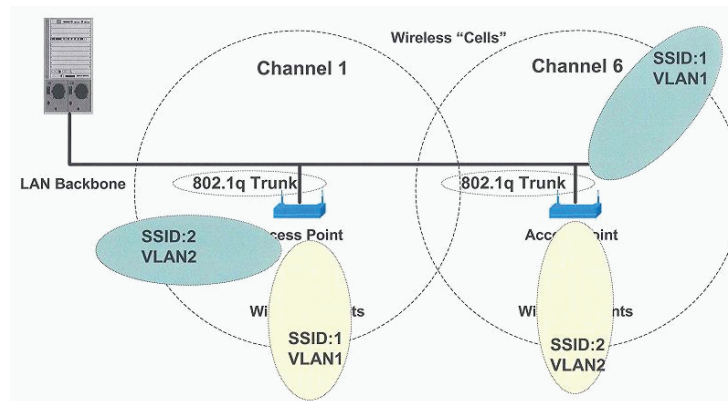 Wireless “Cells”
Channel 1
Channel 6
SSID:1
VLAN1
LAN Backbone
802.1q Trunk
802.1q Trunk
SSID:2
VLAN2
Point
SSID:1
VLAN1
SSID:2
VLAN2